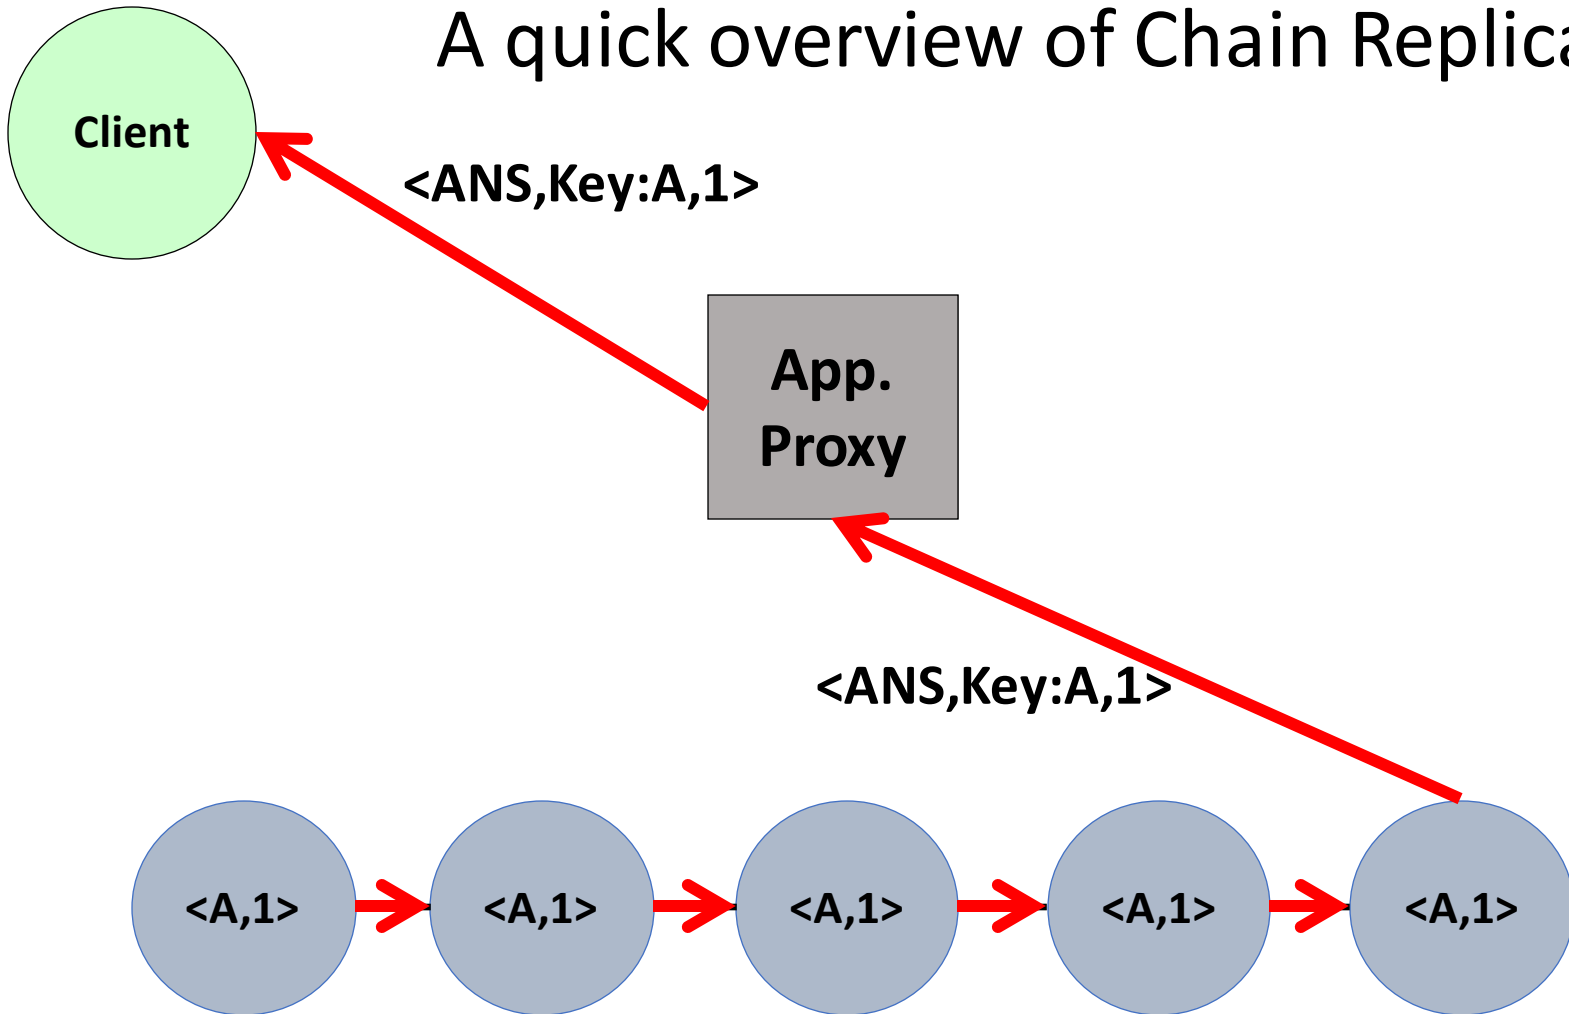 A quick overview of Chain Replica
Client
<ANS,Key:A,1>
App.
Proxy
<ANS,Key:A,1>
<A,1> <A,1> <A,1> <A,1> <A,1>